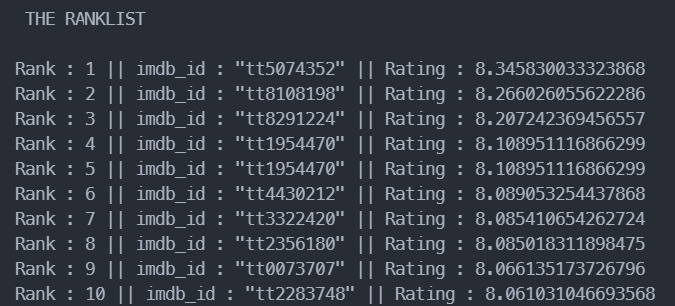 THE RANKLIST
Rank : 1 || imdb_id : "tt5074352" || Rating : 8.345830033323868
Rank : 2 || imdb_id : "tt8108198" || Rating : 8.266026055622286
Rank : 3 || imdb_id : "tt8291224" || Rating : 8.207242369456557
Rank : 4 || imdb_id : "tt1954470" || Rating : 8.108951116866299
Rank : 5 || imdb_id : "tt1954470" || Rating : 8.108951116866299
Rank : 6 || imdb_id : "tt4430212" || Rating : 8.089053254437868
Rank : 7 || imdb_id : "tt3322420" || Rating : 8.085410654262724
Rank : 8 || imdb_id : "tt2356180" || Rating : 8.085018311898475
Rank : 9 || imdb_id : "tt0073707" || Rating : 8.066135173726796
Rank : 10 || imdb_id : "tt2283748" || Rating : 8.061031046693568